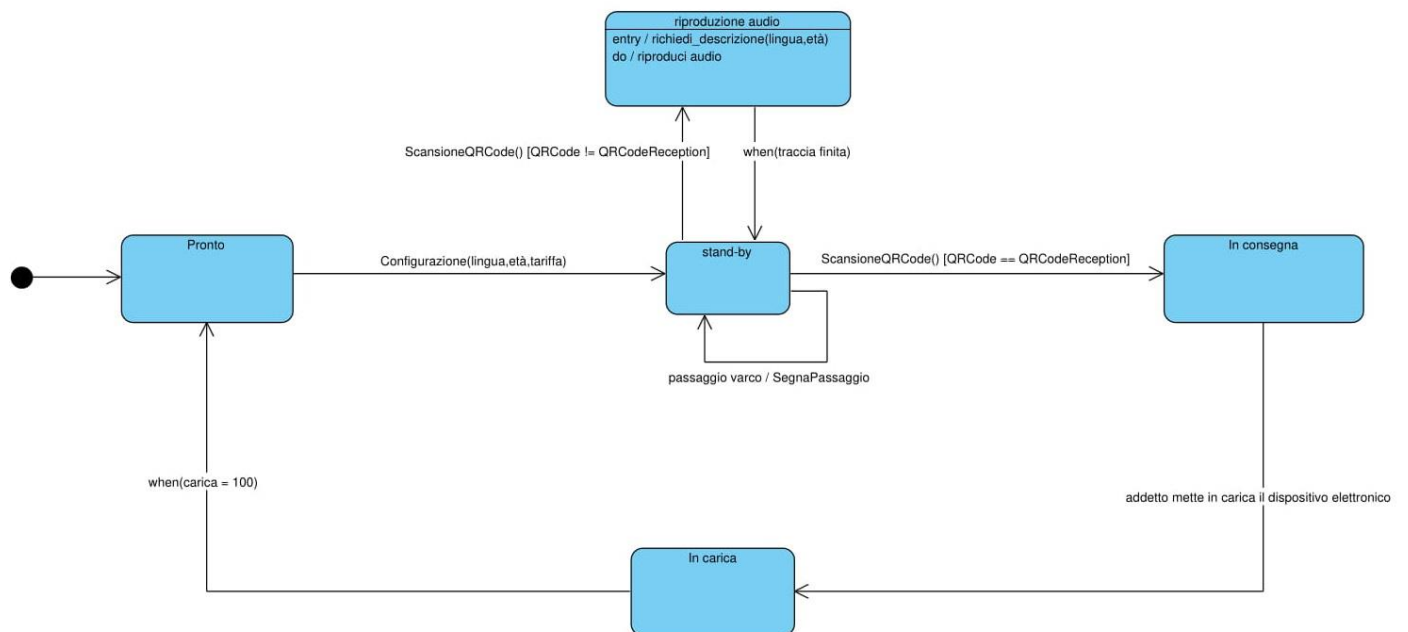 riproduzione audio
entry / richiedi_descrizione(lingua,età)
do / riproduci audio
ScansioneQRCode() [QRCode != QRCodeReception]
when(traccia finita)
Pronto
Configurazione(lingua,età,tariffa)
stand-by
ScansioneQRCode() [QRCode == QRCodeReception]
In consegna
passaggio varco / SegnaPassaggio
when(carica = 100)
addetto mette in carica il dispositivo elettronico
In carica